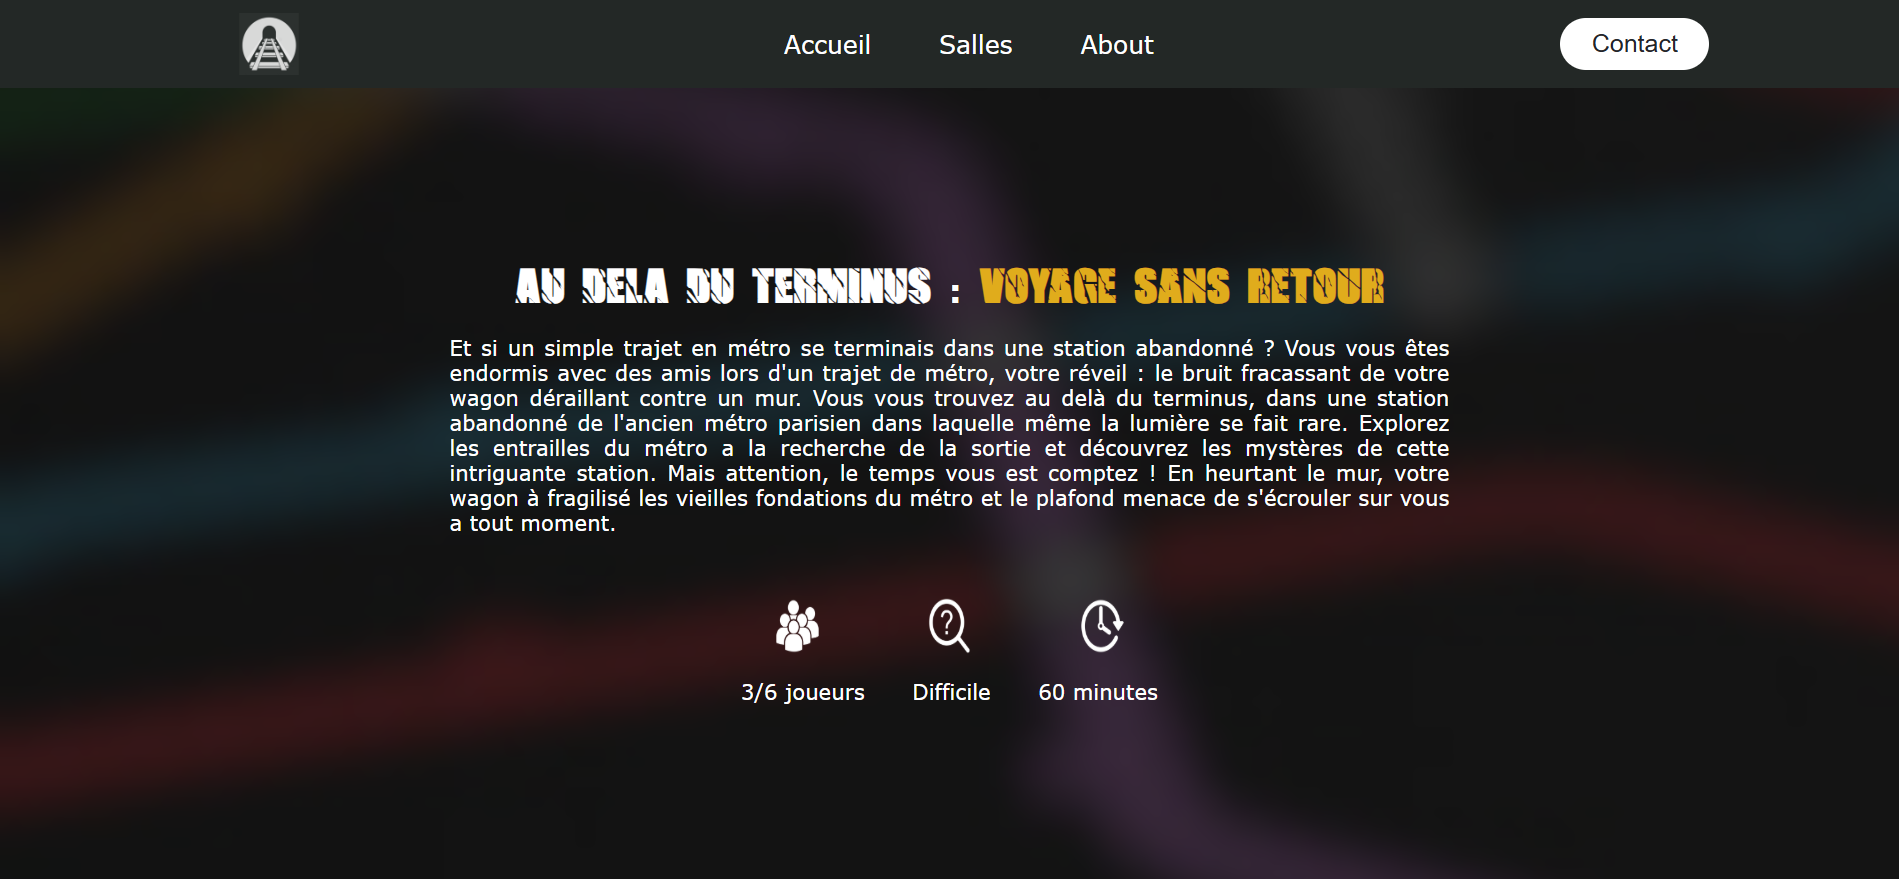 Accueil Salles About Contact
AU DELA DU TERMINUS : VOYAGE SANS RETOUR
Et si un simple trajet en métro se terminais dans une station abandonné ? Vous vous êtes
endormis avec des amis lors d'un trajet de métro, votre réveil : le bruit fracassant de votre
wagon déraillant contre un mur. Vous vous trouvez au delà du terminus, dans une station
abandonné de l'ancien métro parisien dans laquelle même la lumière se fait rare. Explorez
les entrailles du métro a la recherche de la sortie et découvrez les mystères de cette
intriguante station. Mais attention, le temps vous est comptez ! En heurtant le mur, votre
wagon à fragilisé les vieilles fondations du métro et le plafond menace de s'écrouler sur vous
a tout moment.
3/6 joueurs Difficile 60 minutes